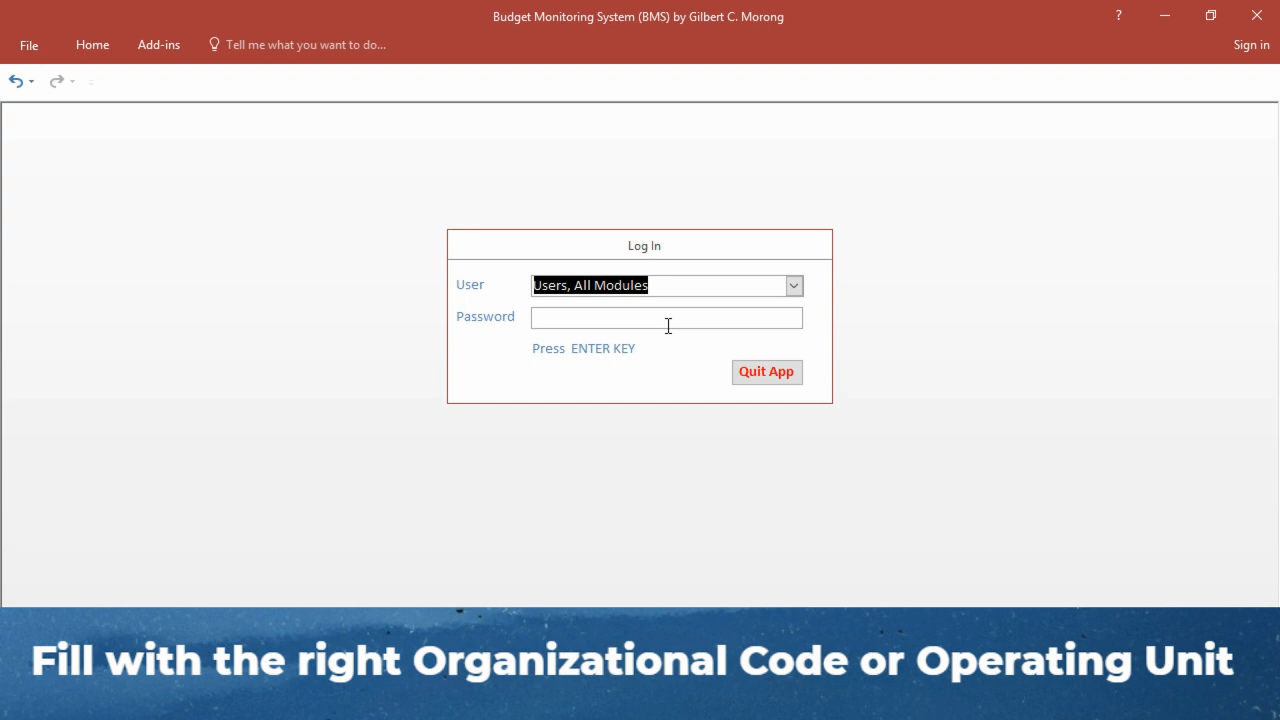 Budget Monitoring System (BMS) by Gilbert C. Morong
?
File
Home
Add-ins
Tell me what you want to do...
Sign in
Log In
User
Users, All Modules
Password
Press ENTER KEY
Quit App
Fill with the right Organizational Code or Operating Unit